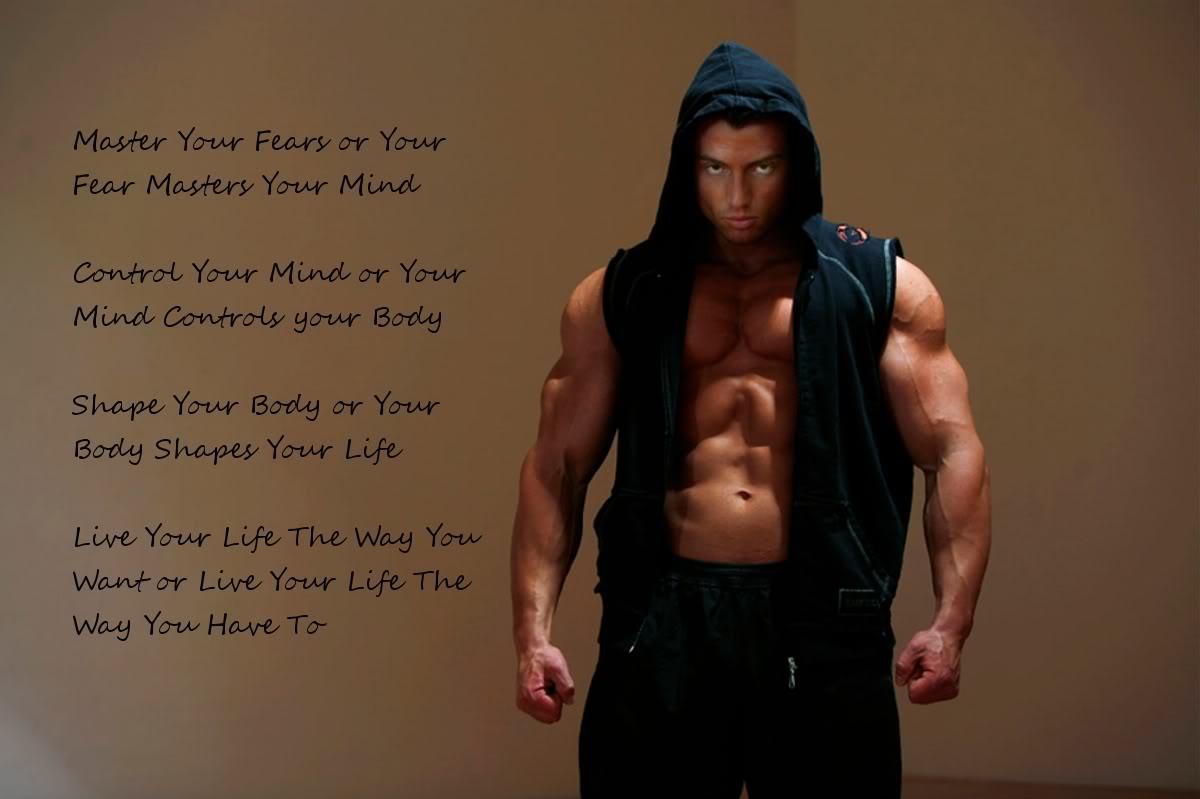 Master Your Fears or Your
Fear Masters Your Mind
Control Your Mind or Your
Mind Controls your Body
Shape Your Body or Your
Body Shapes Your Life
Live Your Life The Way You
Want or Live Your Life The
Way You Have To